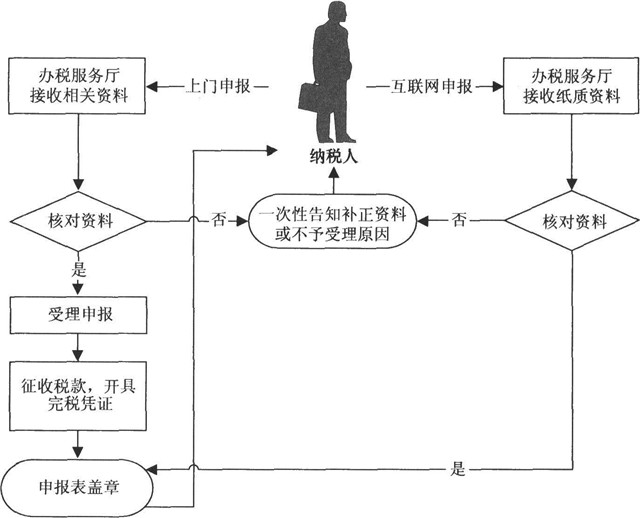 办税服务厅
接收相关资料
上门申报
互联网申报
办税服务厅
接收纸质资料
纳税人
核对资料
否
一次性告知补正资料
或不予受理原因
否
核对资料
是
受理申报
征收税款，开具
完税凭证
是
申报表盖章